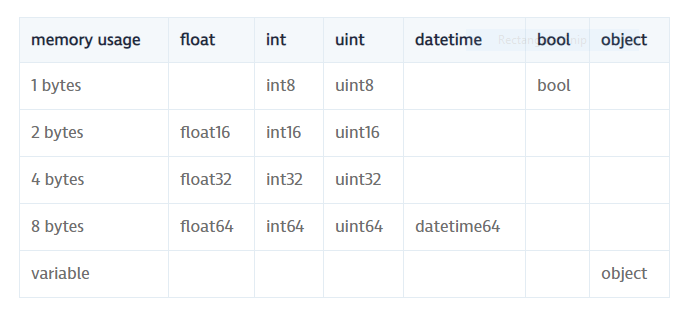 memory usage float int uint datetime bool object
1 bytes int8 uint8 bool
2 bytes float16 int16 uint16
4 bytes float32 int32 uint32
8 bytes float64 int64 uint64 datetime64
variable object